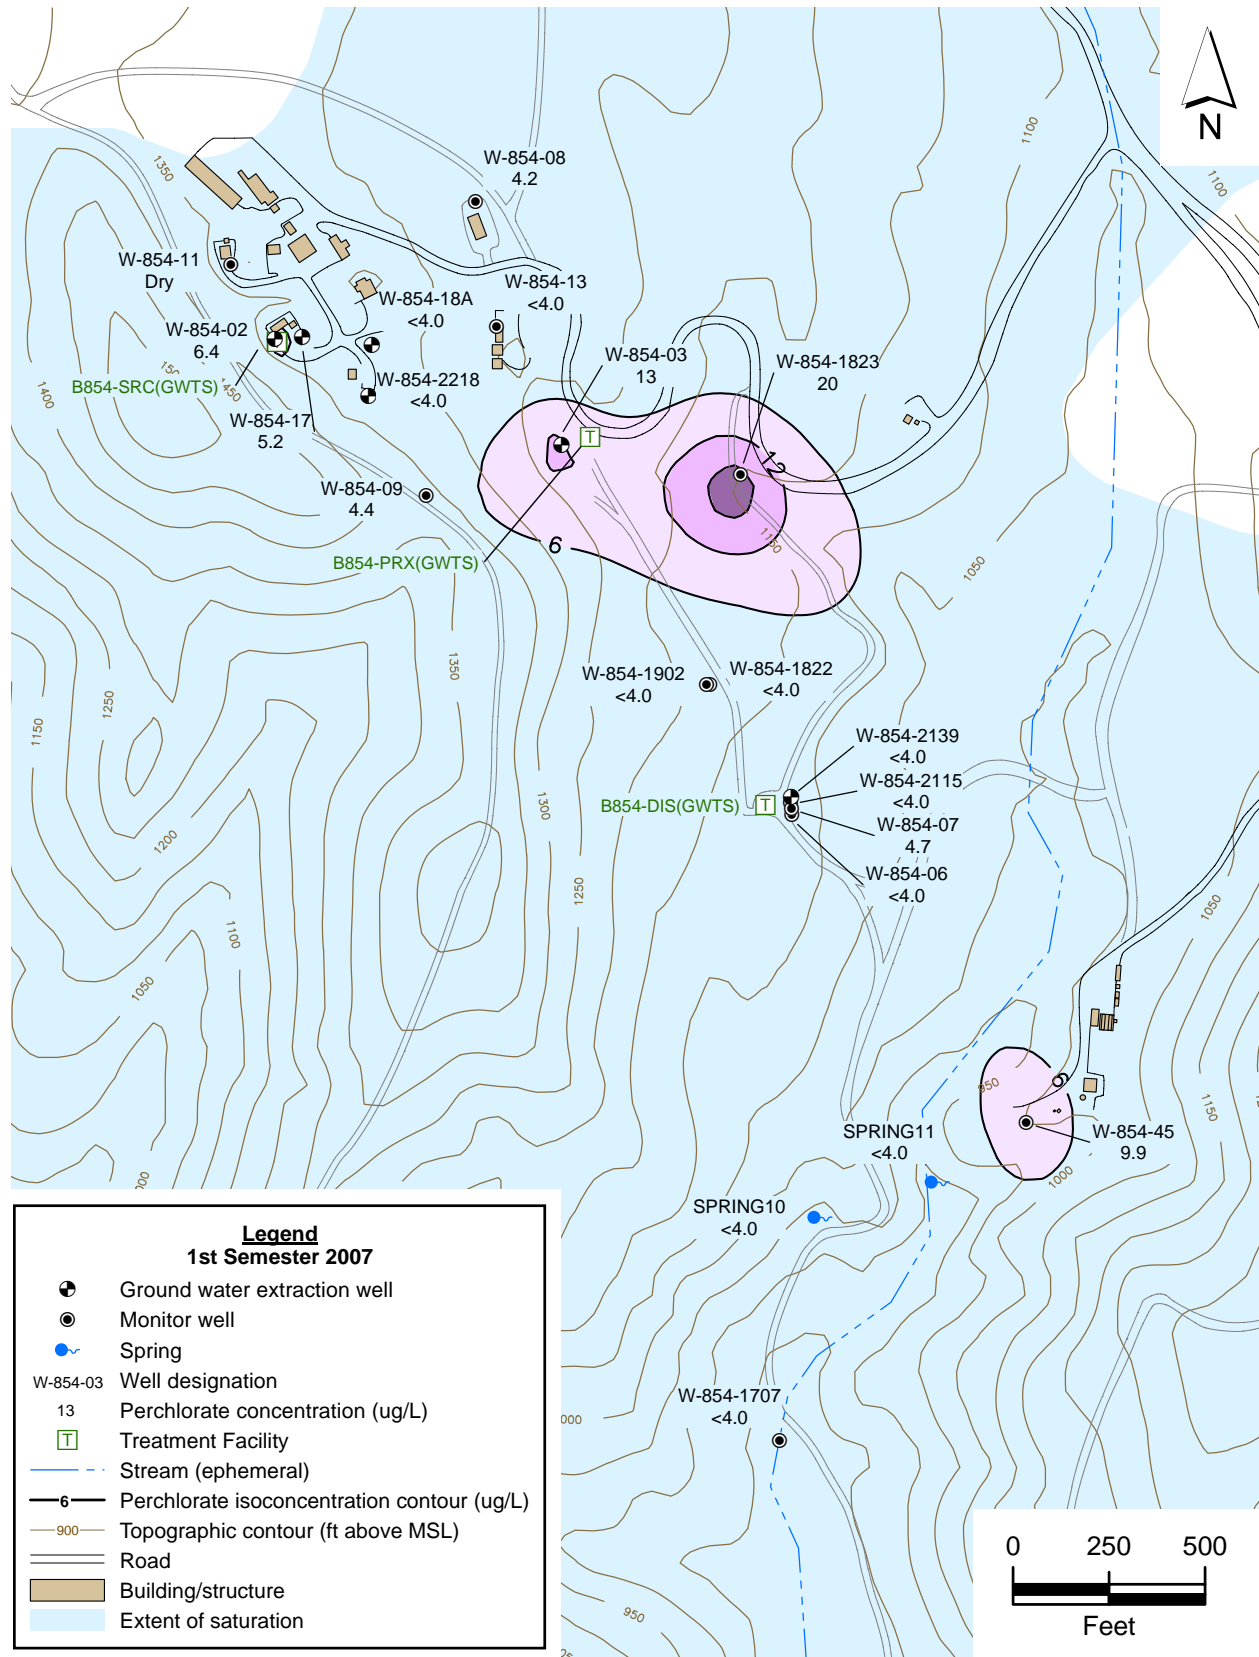 N
1100
1100
1350
W-854-08
4.2
W-854-11
Dry
W-854-13
<4.0
W-854-18A
<4.0
W-854-02
6.4
W-854-03
13
W-854-1823
20
B854-SRC(GWTS)
1400
1450
W-854-2218
<4.0
W-854-17
5.2
12
W-854-09
4.4
6
1150
B854-PRX(GWTS)
1050
1350
W-854-1902
<4.0
W-854-1822
<4.0
1250
1150
W-854-2139
<4.0
W-854-2115
<4.0
B854-DIS(GWTS)
T
T
W-854-07
4.7
1300
1200
W-854-06
<4.0
1250
1100
1050
1050
950
1150
SPRING11
<4.0
W-854-45
9.9
1000
SPRING10
<4.0
W-854-1707
<4.0
950
Legend
1st Semester 2007
Ground water extraction well
Monitor well
Spring
W-854-03 Well designation
13 Perchlorate concentration (ug/L)
T Treatment Facility
Stream (ephemeral)
6 Perchlorate isoconcentration contour (ug/L)
900 Topographic contour (ft above MSL)
Road
Building/structure
Extent of saturation
0 250 500
Feet